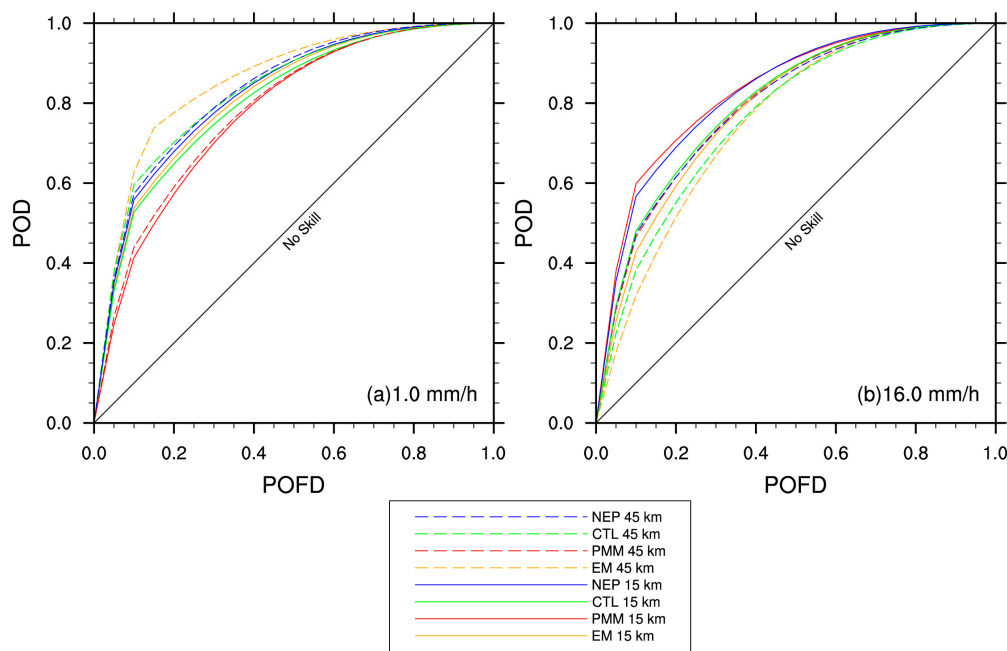 1.0
0.8
0.6
0.4
0.2
0.0
POD
No Skill
(a)1.0 mm/h
0.0
0.2
0.4
0.6
0.8
1.0
POFD
1.0
0.8
0.6
0.4
0.2
0.0
POD
No Skill
(b)16.0 mm/h
0.0
0.2
0.4
0.6
0.8
1.0
POFD
NEP 45 km
CTL 45 km
PMM 45 km
EM 45 km
NEP 15 km
CTL 15 km
PMM 15 km
EM 15 km